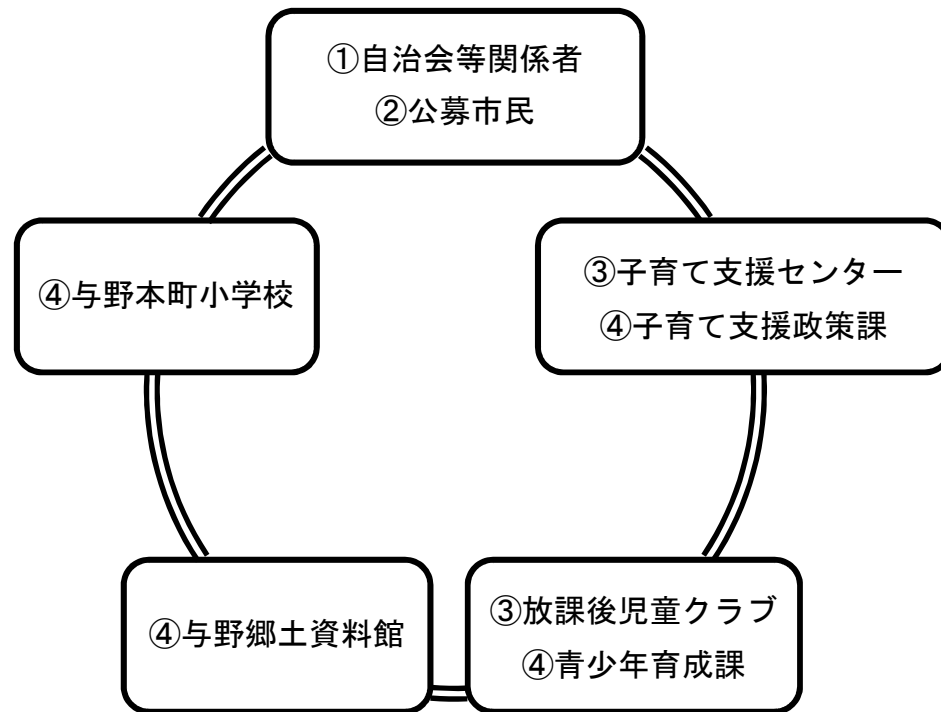 ①自治会等関係者
②公募市民
④与野本町小学校
③子育て支援センター
④子育て支援政策課
④与野郷土資料館
③放課後児童クラブ
④青少年育成課